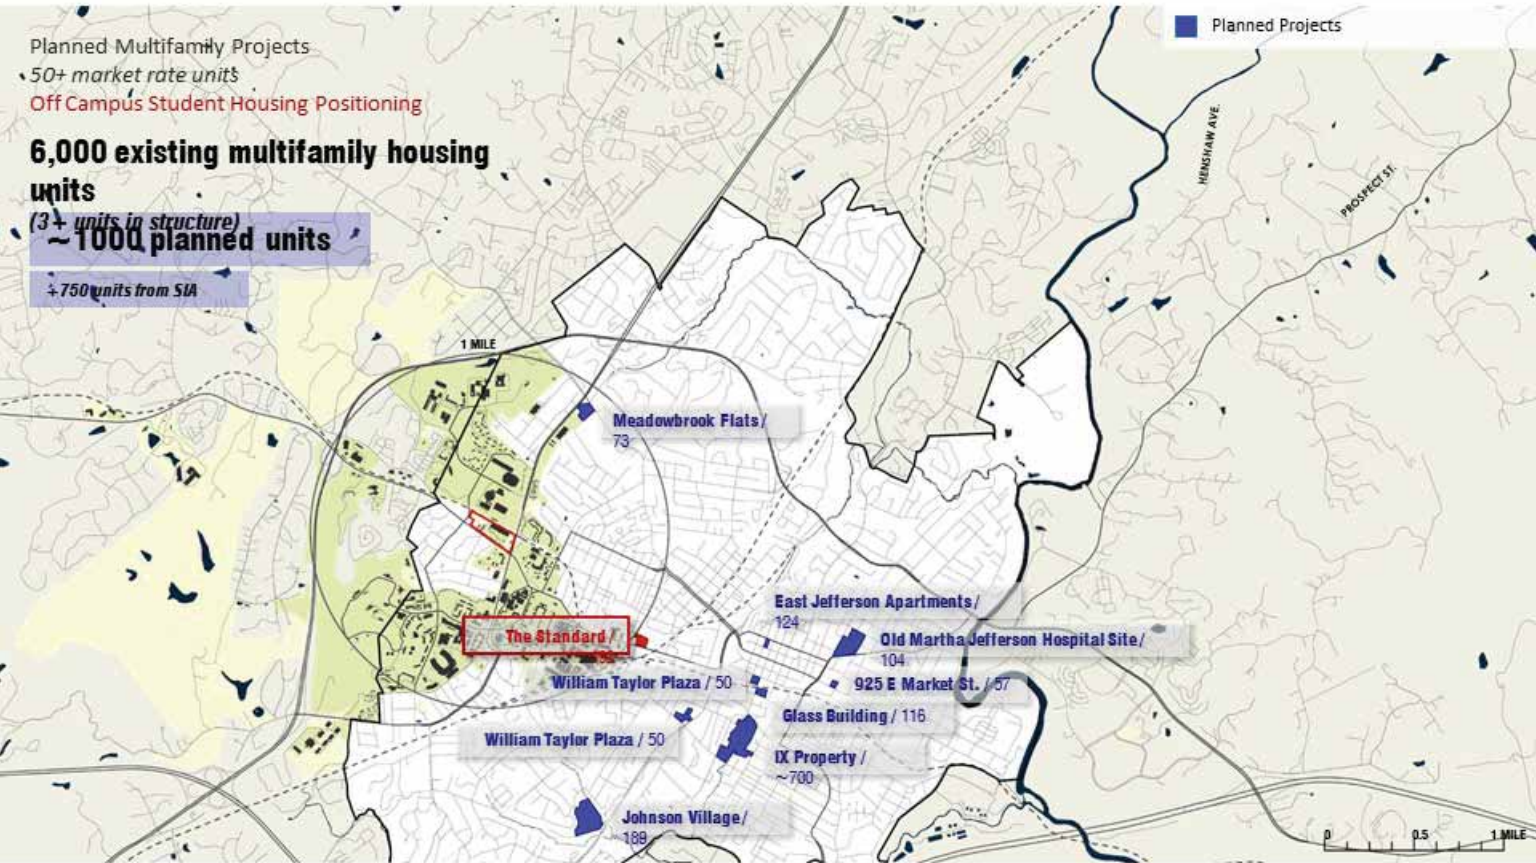 Planned Projects
Planned Multifamily Projects
50+ market rate units
Off Campus Student Housing Positioning
6,000 existing multifamily housing
units
(3+ units in structure)
~1000 planned units
+750 units from SIA
HENSHAW AVE.
PROSPECT ST.
1 MILE
Meadowbrook Flats /
73
East Jefferson Apartments /
124
The Standard /
Old Martha Jefferson Hospital Site /
104
William Taylor Plaza / 50
925 E Market St. / 57
Glass Building / 116
William Taylor Plaza / 50
IX Property /
~700
Johnson Village /
189
0 0.5 1 MILE